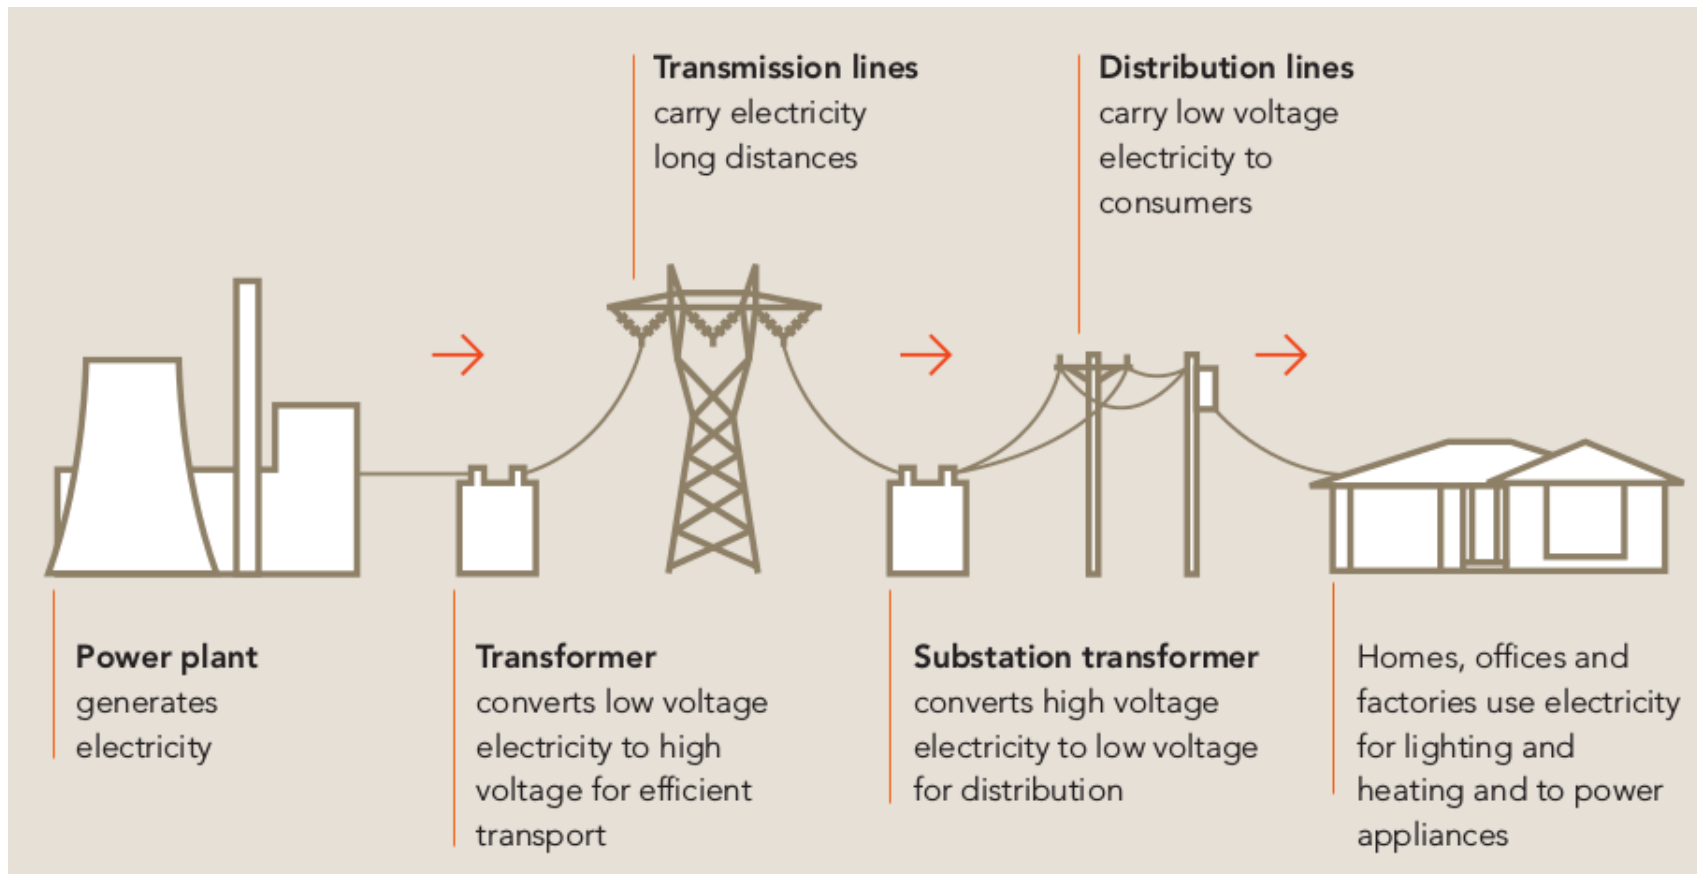 Transmission lines
carry electricity
long distances
Distribution lines
carry low voltage
electricity to
consumers
Power plant
generates
electricity
Transformer
converts low voltage
electricity to high
voltage for efficient
transport
Substation transformer
converts high voltage
electricity to low voltage
for distribution
Homes, offices and
factories use electricity
for lighting and
heating and to power
appliances